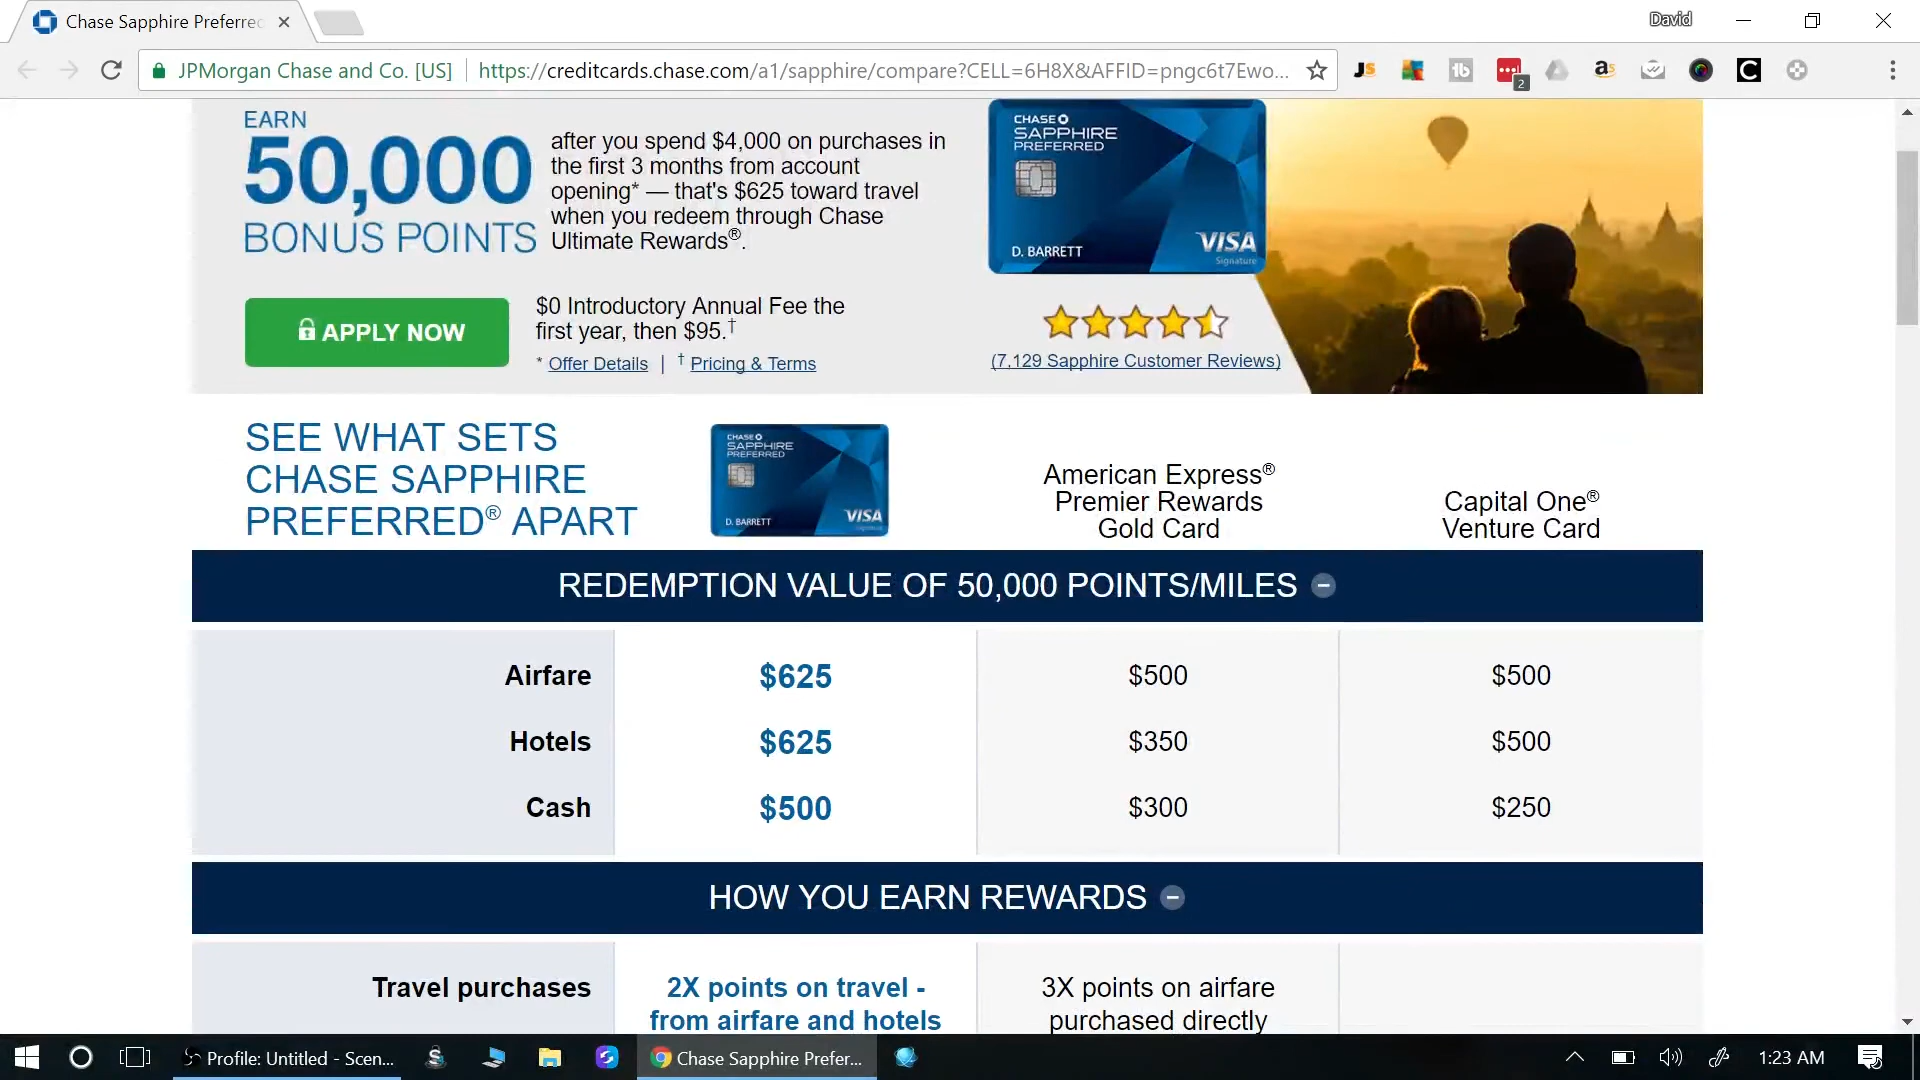 Chase Sapphire Preferred
David
JPMorgan Chase and Co. [US]
https://creditcards.chase.com/a1/sapphire/compare?CELL=6H8X&AFFID=pngc6t7Ewo...
EARN
50,000
BONUS POINTS
after you spend $4,000 on purchases in
the first 3 months from account
opening* — that's $625 toward travel
when you redeem through Chase
Ultimate Rewards®.
CHASE
SAPPHIRE
PREFERRED
D. BARRETT
VISA
Signature
APPLY NOW
$0 Introductory Annual Fee the
first year, then $95.†
* Offer Details | † Pricing & Terms
(7,129 Sapphire Customer Reviews)
SEE WHAT SETS
CHASE SAPPHIRE
PREFERRED® APART
CHASE
SAPPHIRE
PREFERRED
D. BARRETT
VISA
American Express®
Premier Rewards
Gold Card
Capital One®
Venture Card
REDEMPTION VALUE OF 50,000 POINTS/MILES
Airfare $625 $500 $500
Hotels $625 $350 $500
Cash $500 $300 $250
HOW YOU EARN REWARDS
Travel purchases
2X points on travel -
from airfare and hotels
3X points on airfare
purchased directly
Profile: Untitled - Scen...
Chase Sapphire Prefer...
1:23 AM